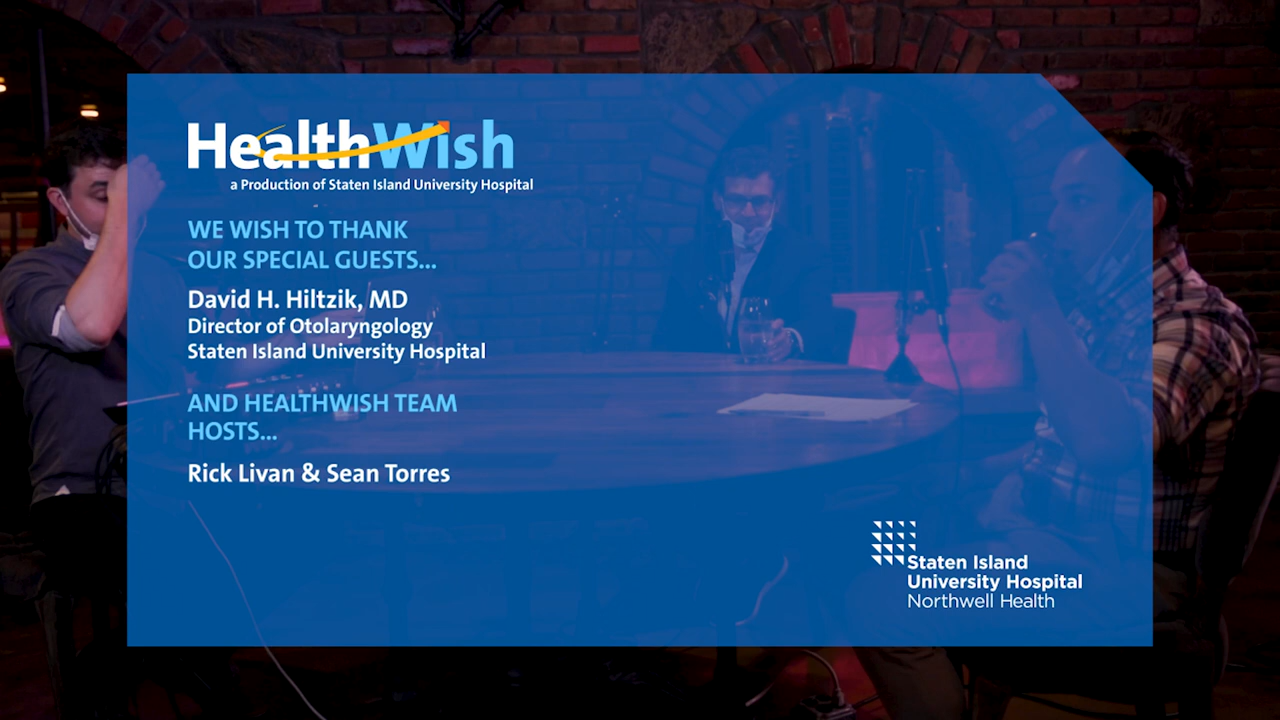 HealthWish
a Production of Staten Island University Hospital
WE WISH TO THANK
OUR SPECIAL GUESTS...
David H. Hiltzik, MD
Director of Otolaryngology
Staten Island University Hospital
AND HEALTHWISH TEAM
HOSTS...
Rick Livan & Sean Torres
Staten Island
University Hospital
Northwell Health